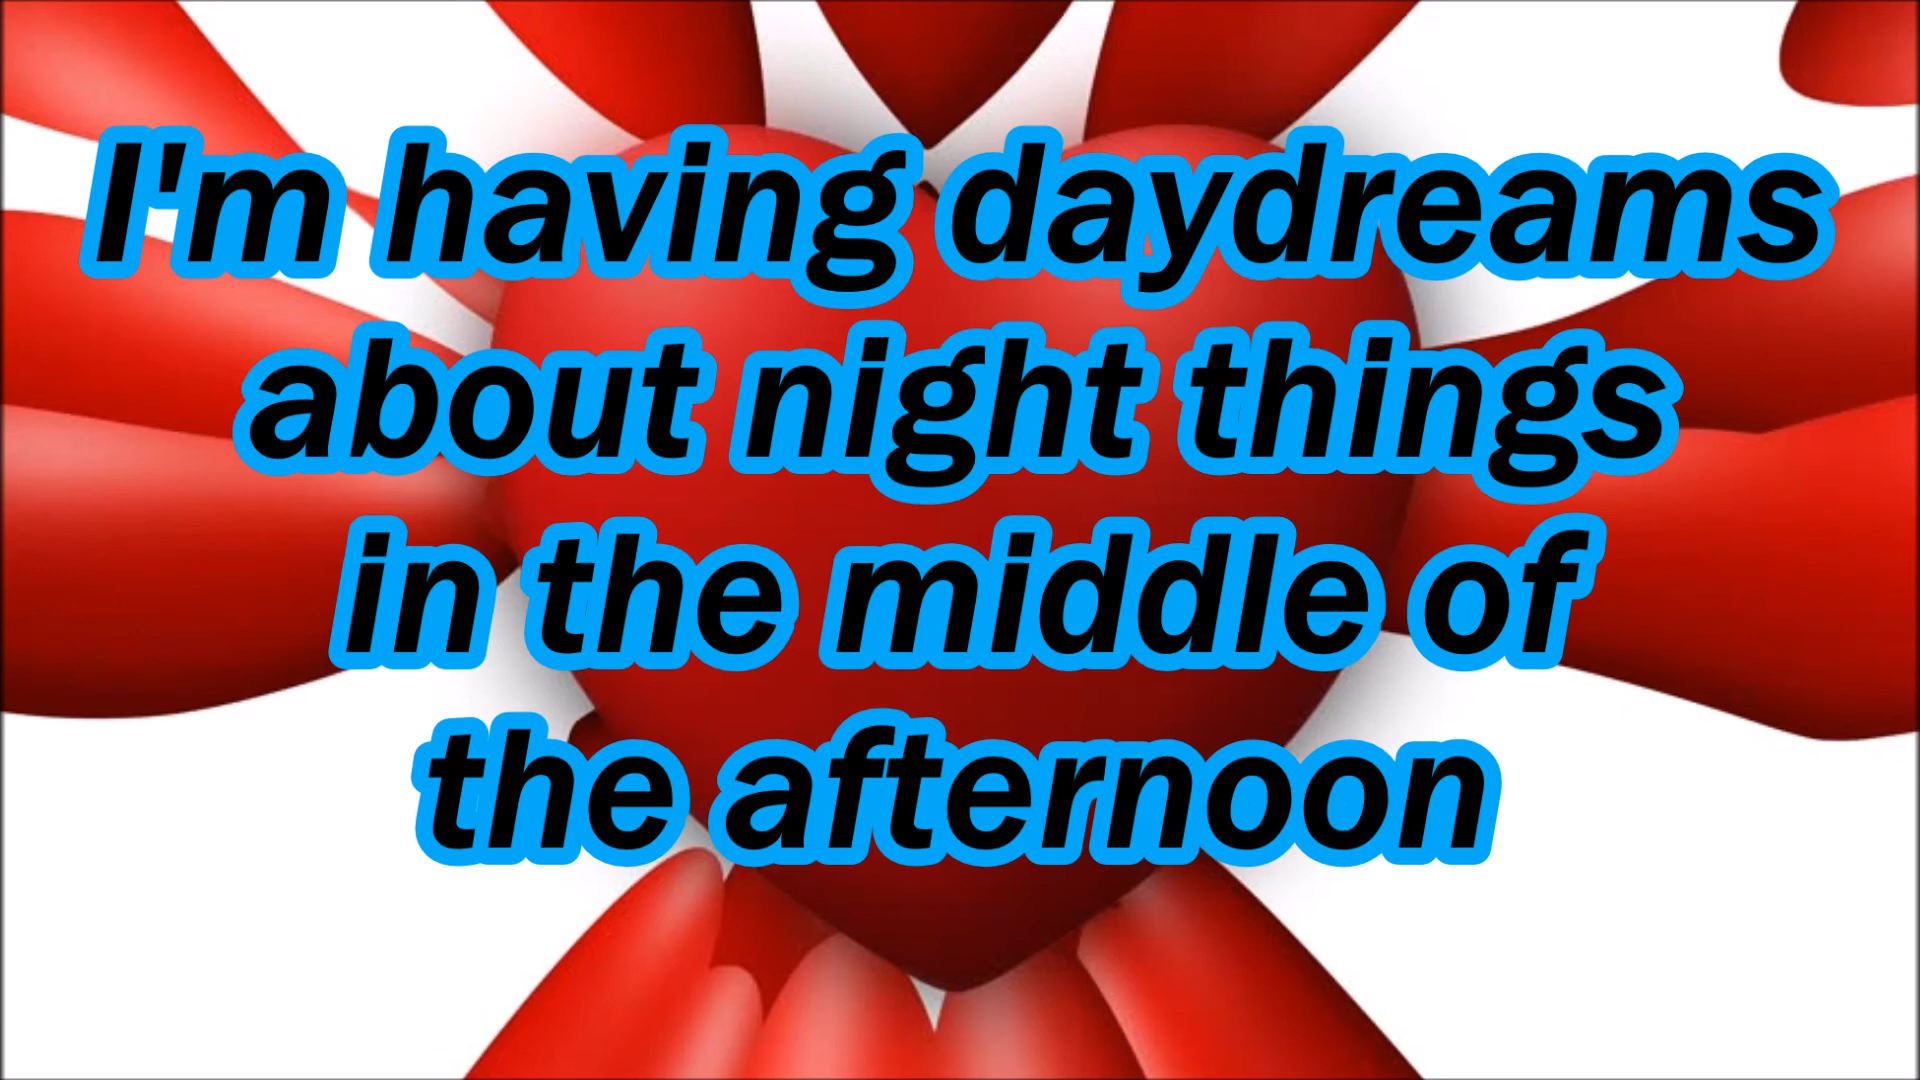 I'm having daydreams
about night things
in the middle of
the afternoon